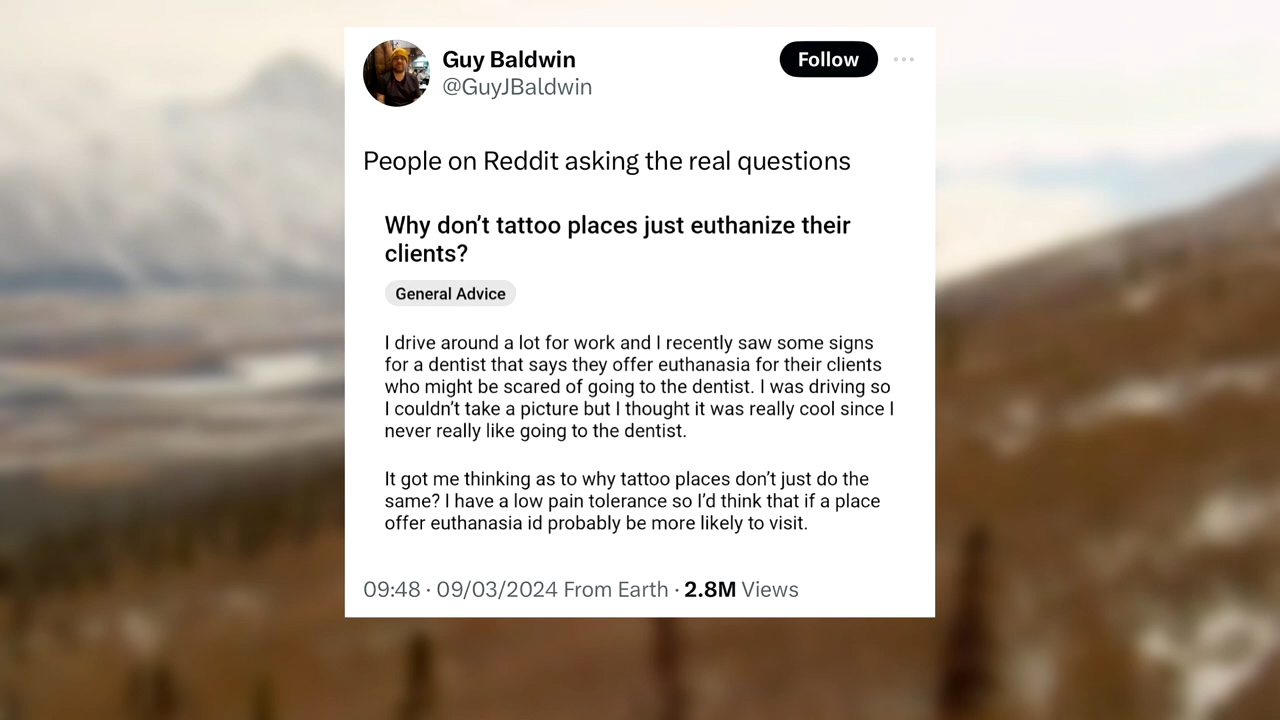 Guy Baldwin
Follow
@GuyJBaldwin
People on Reddit asking the real questions
Why don’t tattoo places just euthanize their
clients?
General Advice
I drive around a lot for work and I recently saw some signs
for a dentist that says they offer euthanasia for their clients
who might be scared of going to the dentist. I was driving so
I couldn’t take a picture but I thought it was really cool since I
never really like going to the dentist.
It got me thinking as to why tattoo places don’t just do the
same? I have a low pain tolerance so I’d think that if a place
offer euthanasia id probably be more likely to visit.
09:48 · 09/03/2024 From Earth · 2.8M Views